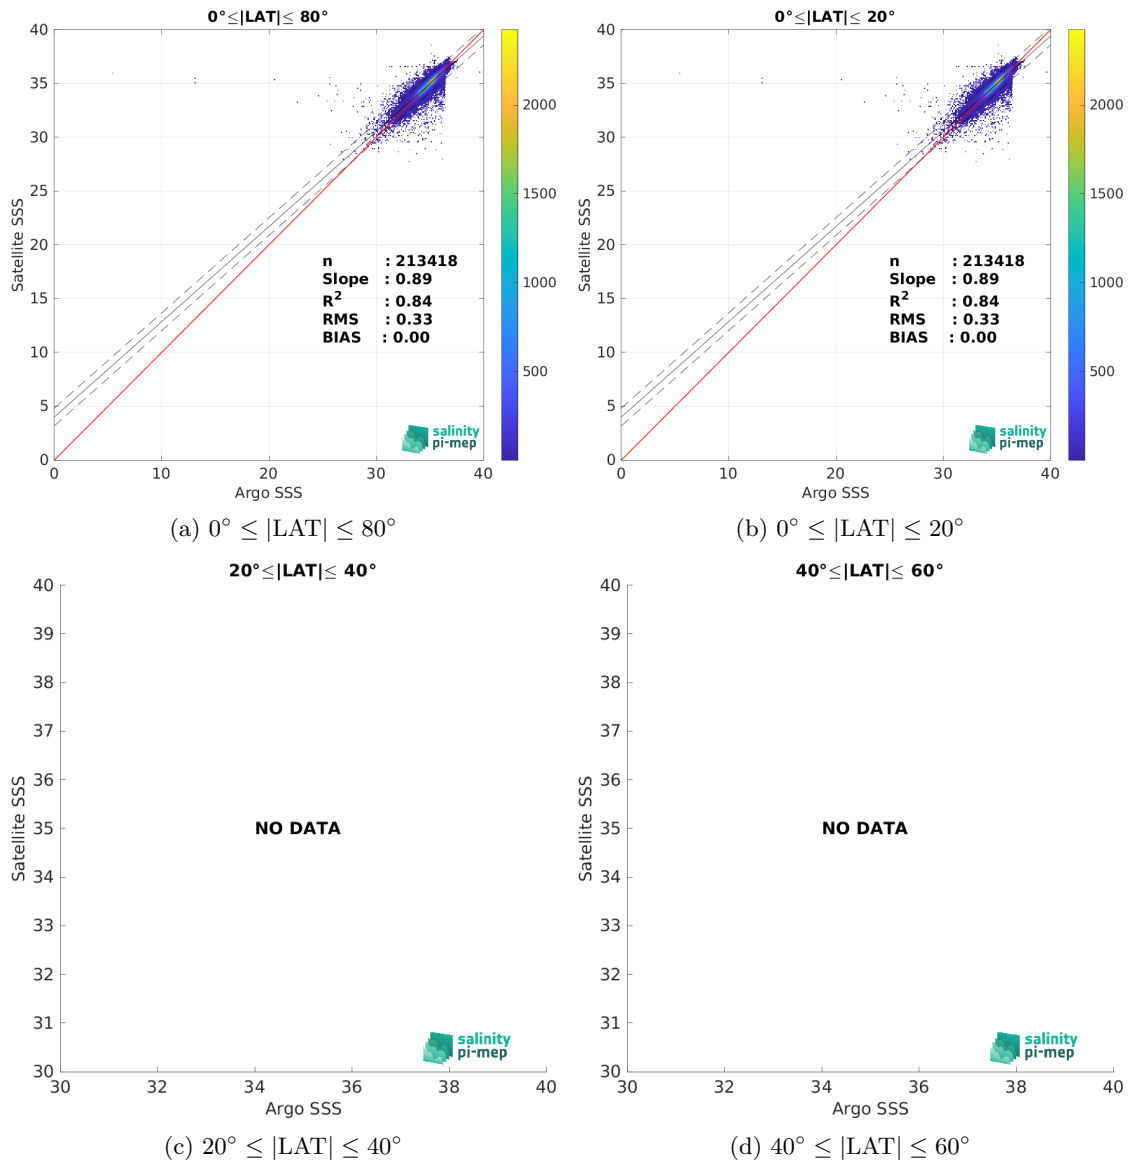 0°≤|LAT|≤ 80°
40
35
30
25
20
15
10
5
0
Satellite SSS
n : 213418
Slope : 0.89
R² : 0.84
RMS : 0.33
BIAS : 0.00
salinity
pi-mep
0 10 20 30 40
Argo SSS
2000
1500
1000
500
(a) 0° ≤ |LAT| ≤ 80°
0°≤|LAT|≤ 20°
40
35
30
25
20
15
10
5
0
Satellite SSS
n : 213418
Slope : 0.89
R² : 0.84
RMS : 0.33
BIAS : 0.00
salinity
pi-mep
0 10 20 30 40
Argo SSS
2000
1500
1000
500
(b) 0° ≤ |LAT| ≤ 20°
20°≤|LAT|≤ 40°
40
39
38
37
36
35
34
33
32
31
30
Satellite SSS
NO DATA
salinity
pi-mep
30 32 34 36 38 40
Argo SSS
(c) 20° ≤ |LAT| ≤ 40°
40°≤|LAT|≤ 60°
40
39
38
37
36
35
34
33
32
31
30
Satellite SSS
NO DATA
salinity
pi-mep
30 32 34 36 38 40
Argo SSS
(d) 40° ≤ |LAT| ≤ 60°